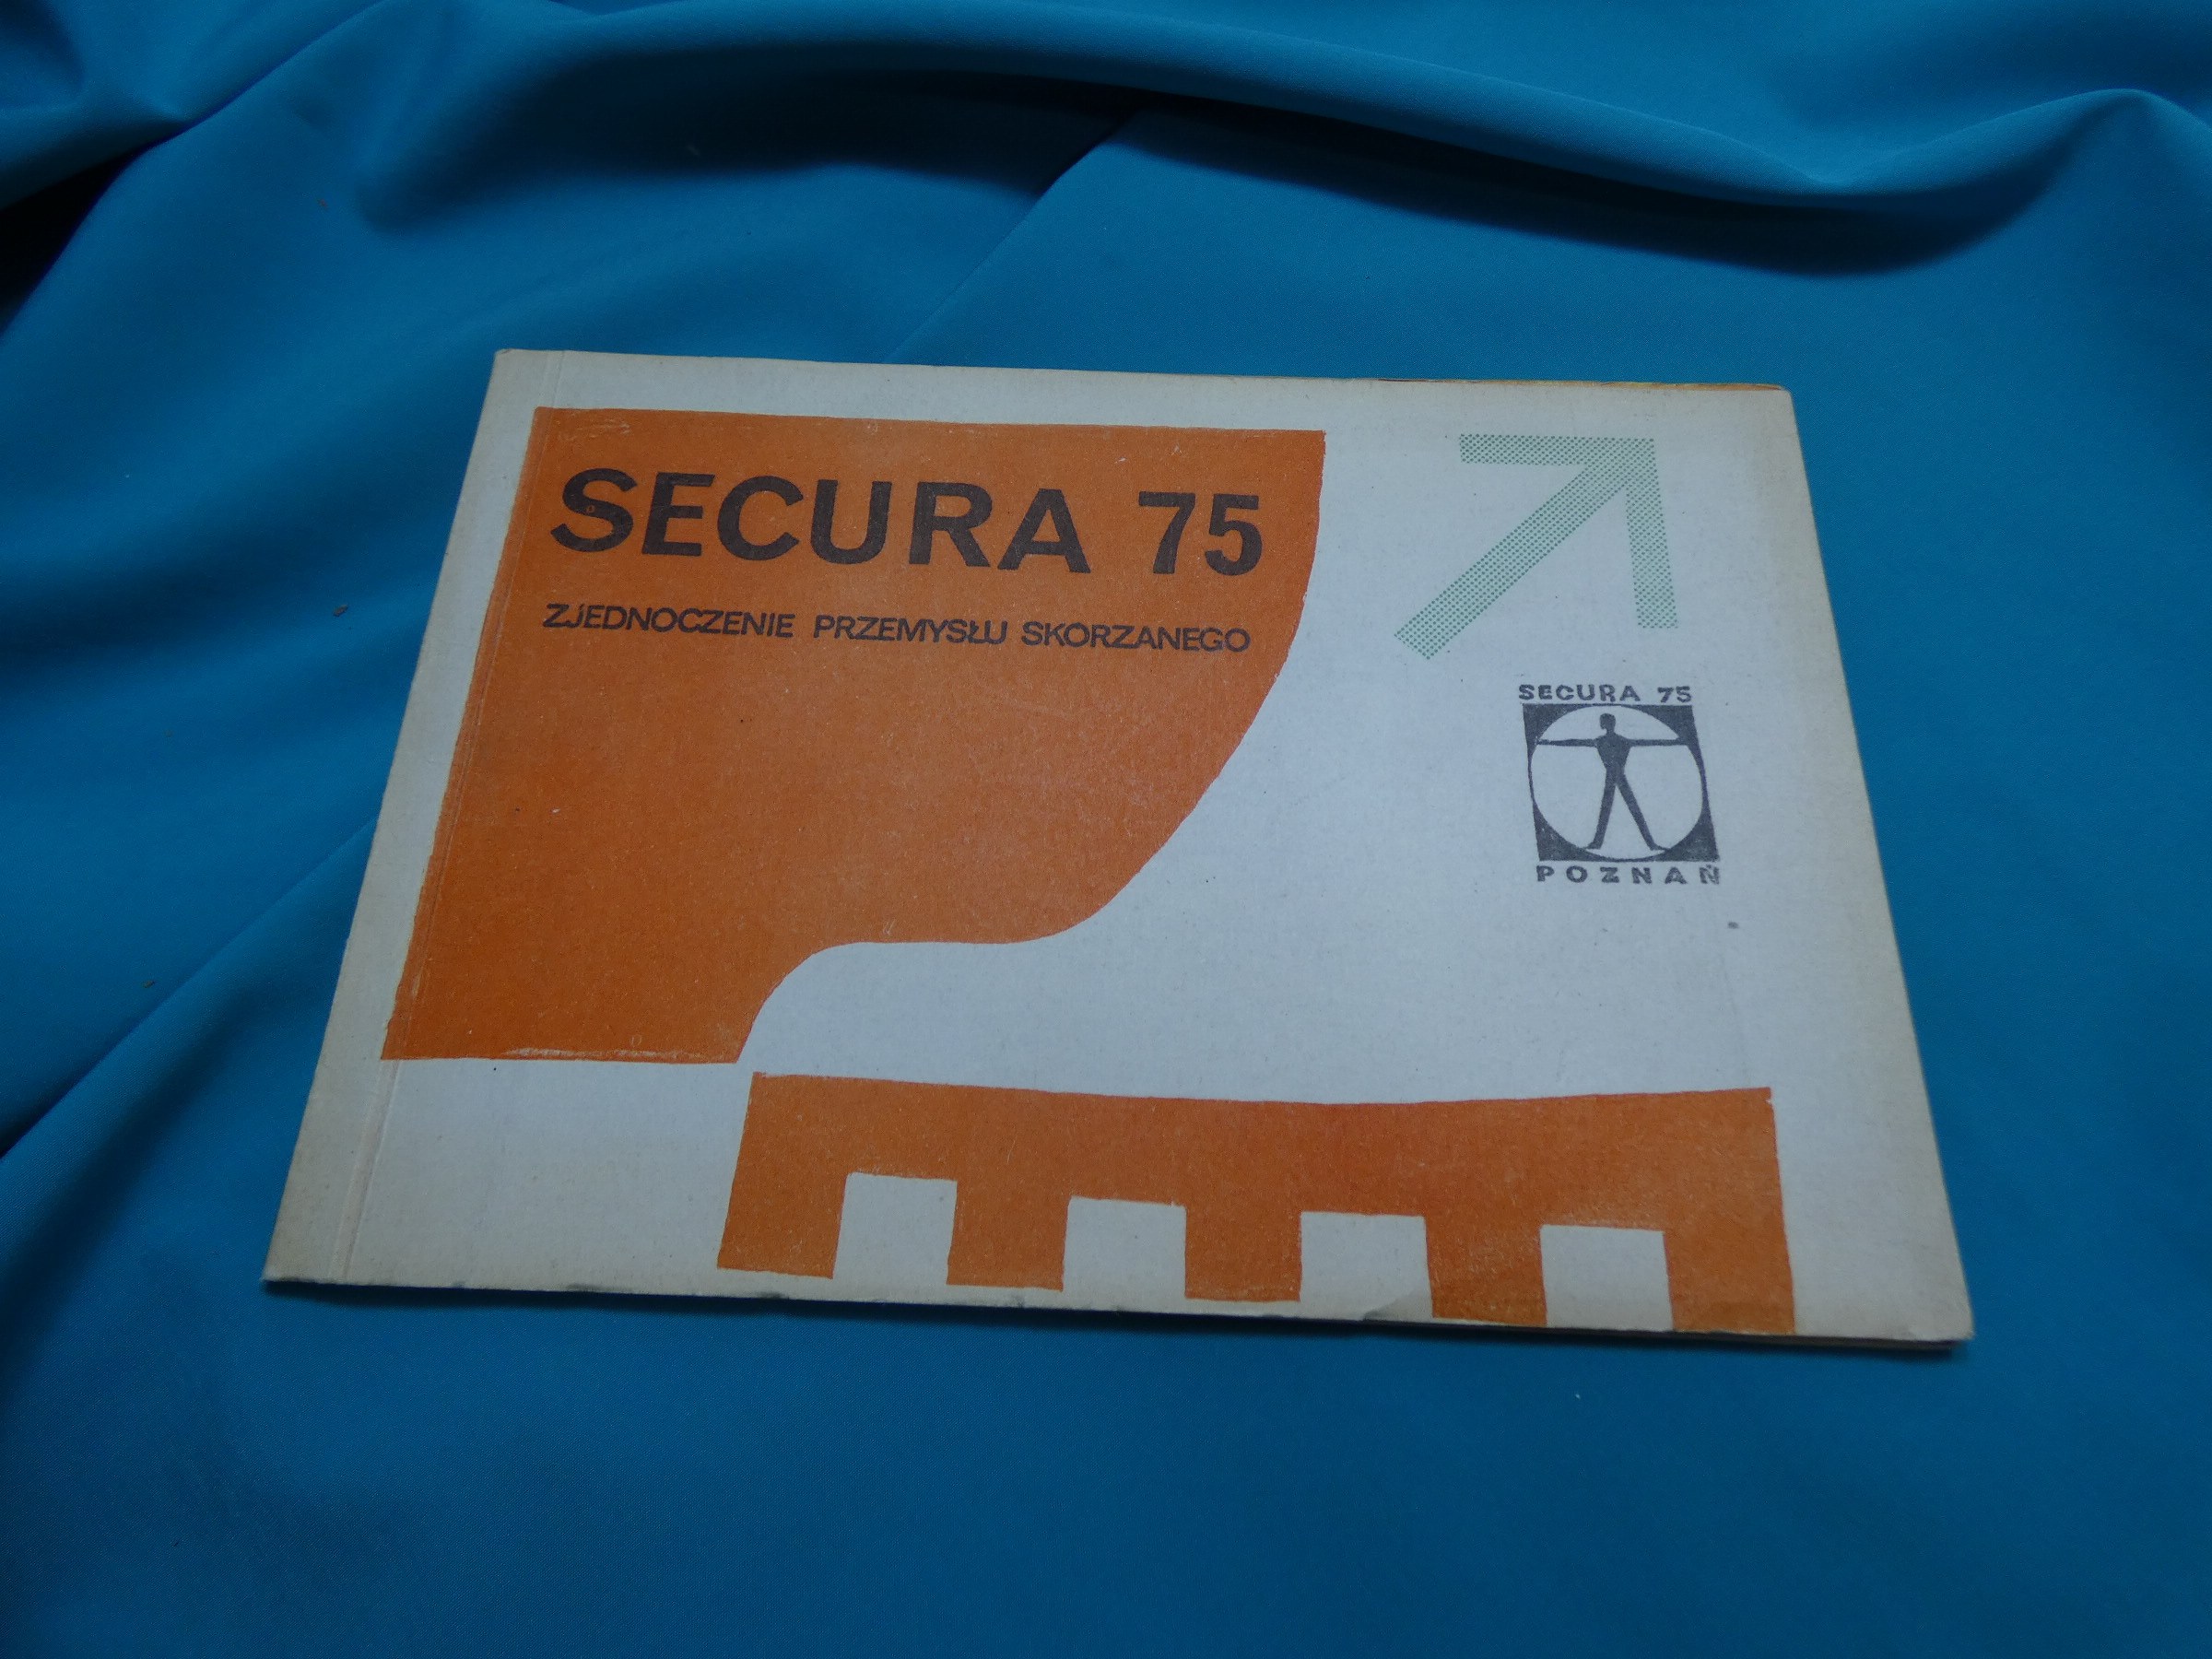 SECURA 75
ZJEDNOCZENIE PRZEMYSŁU SKORZANEGO
SECURA 75
POZNAŃ